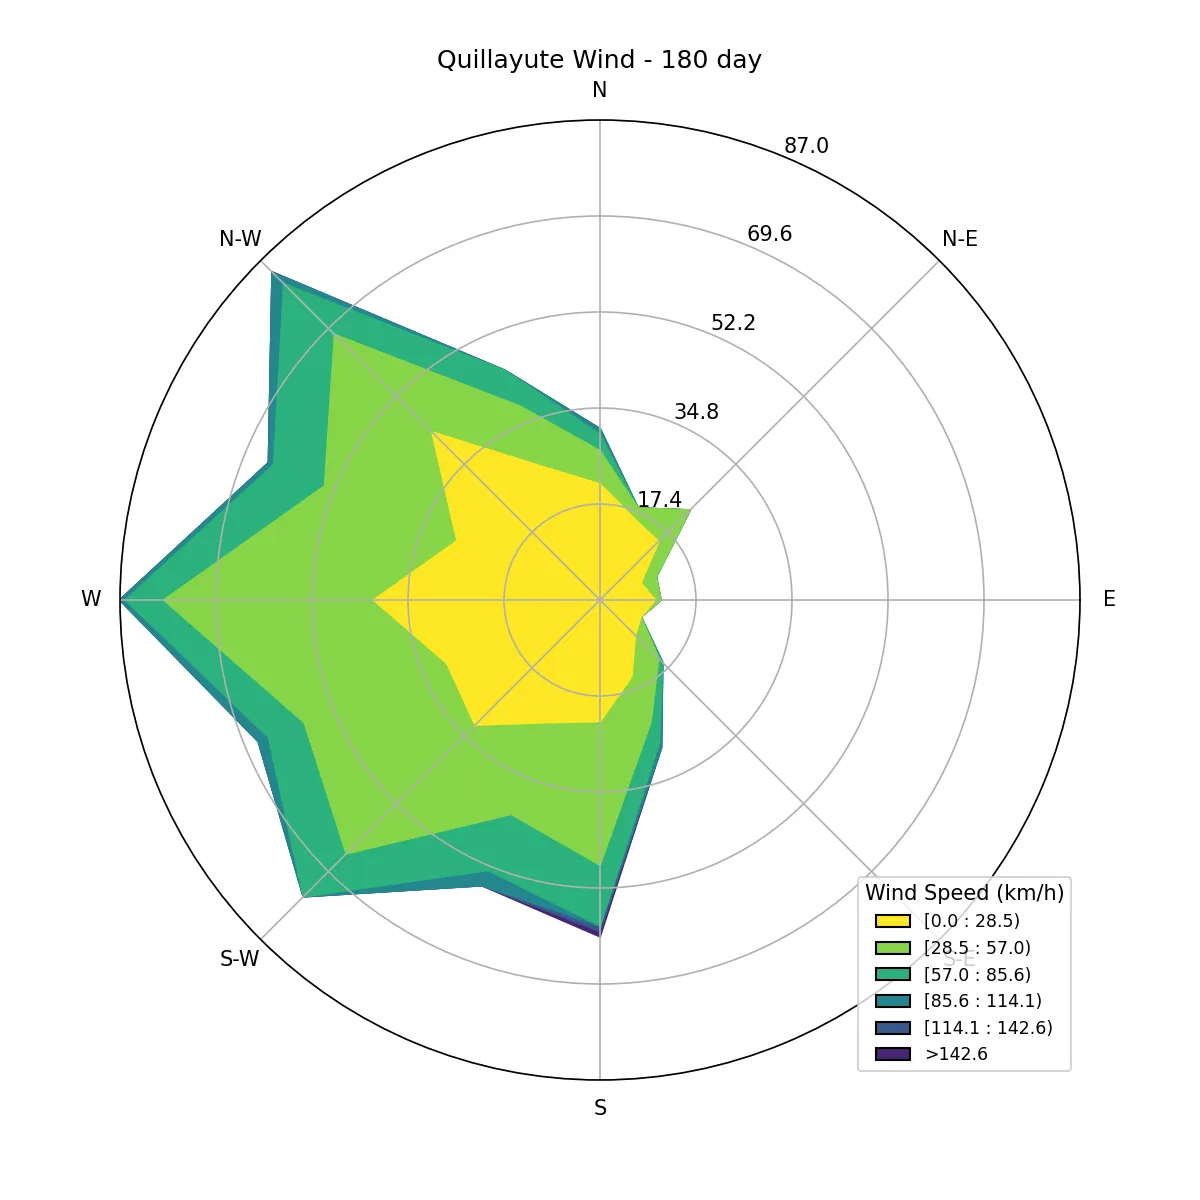 Quillayute Wind - 180 day
N
87.0
N-W
69.6
N-E
52.2
34.8
17.4
W
E
S-W
S-E
S
Wind Speed (km/h)
[0.0 : 28.5)
[28.5 : 57.0)
[57.0 : 85.6)
[85.6 : 114.1)
[114.1 : 142.6)
>142.6